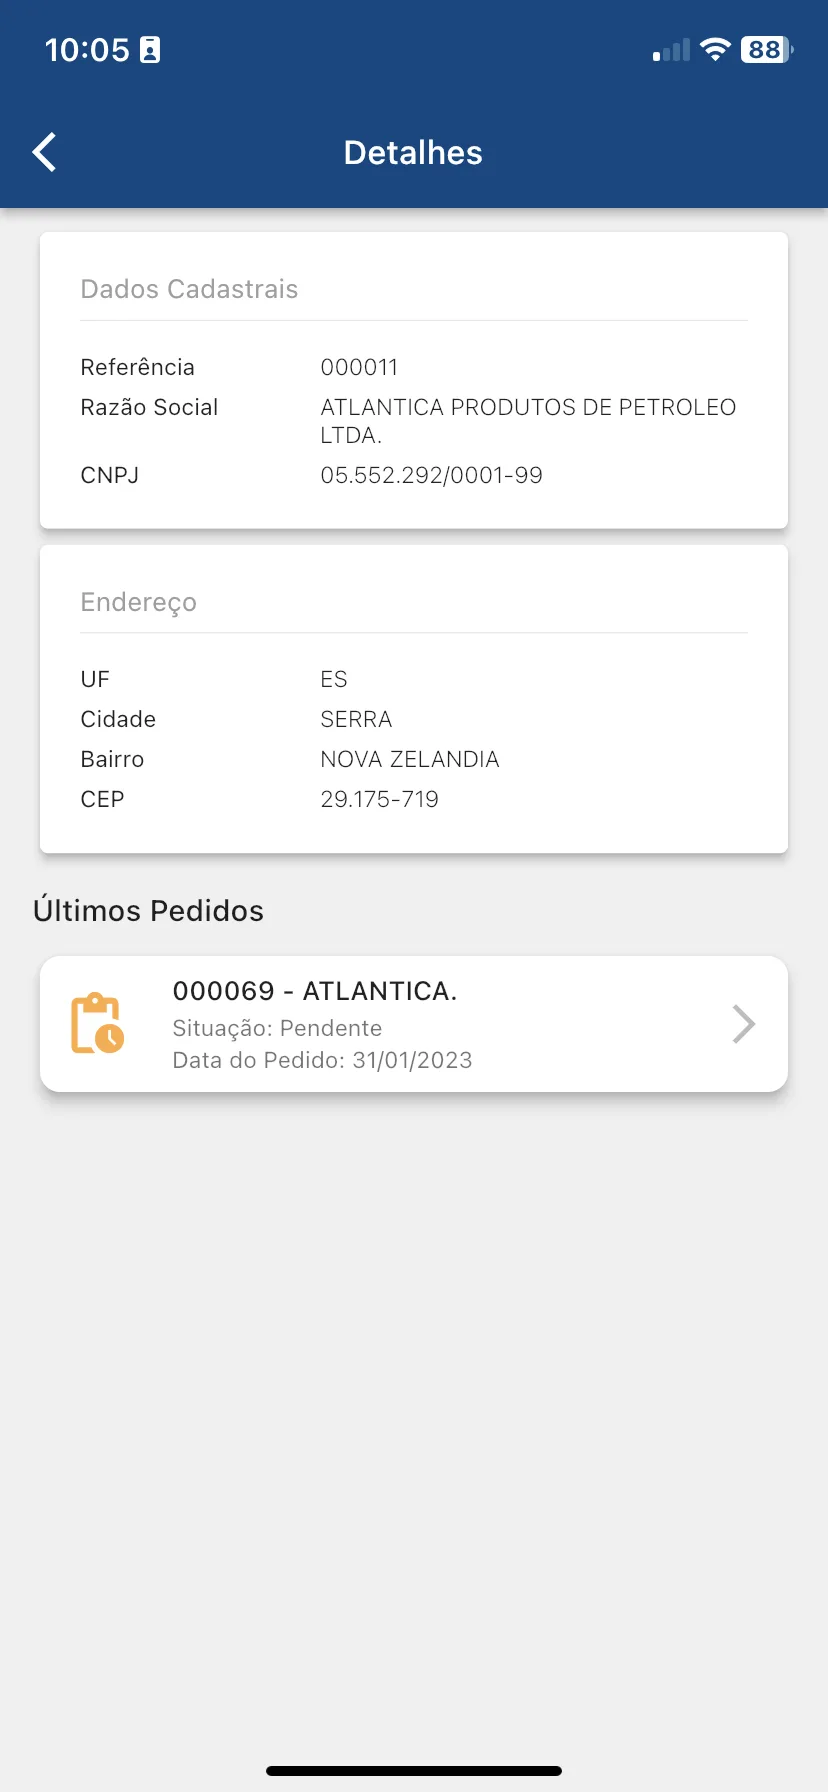 10:05
88
Detalhes
Dados Cadastrais
Referência 000011
Razão Social ATLANTICA PRODUTOS DE PETROLEO
LTDA.
CNPJ 05.552.292/0001-99
Endereço
UF ES
Cidade SERRA
Bairro NOVA ZELANDIA
CEP 29.175-719
Últimos Pedidos
000069 - ATLANTICA.
Situação: Pendente
Data do Pedido: 31/01/2023